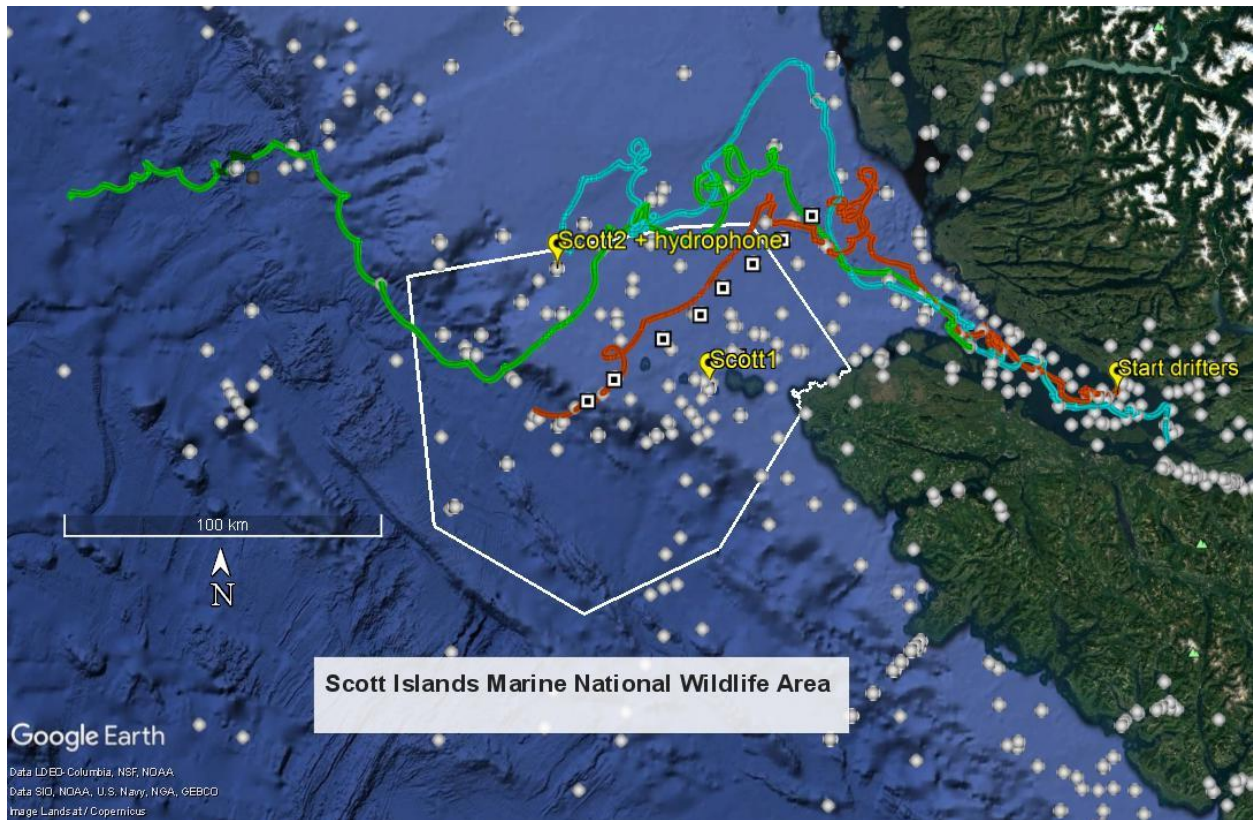 Scott2 + hydrophone
Scott1
Start drifters
100 km
N
Scott Islands Marine National Wildlife Area
Google Earth
Data LDEO-Columbia, NSF, NOAA
Data SIO, NOAA, U.S. Navy, NGA, GEBCO
Image Landsat / Copernicus